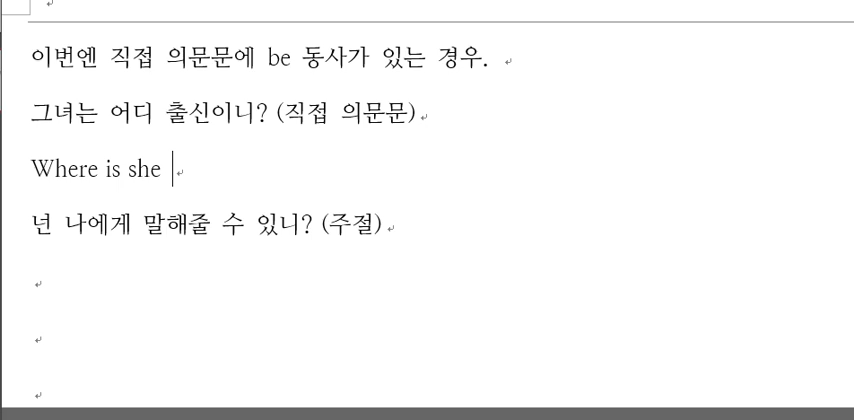 이번엔 직접 의문문에 be 동사가 있는 경우.
그녀는 어디 출신이니? (직접 의문문)
Where is she
넌 나에게 말해줄 수 있니? (주절)